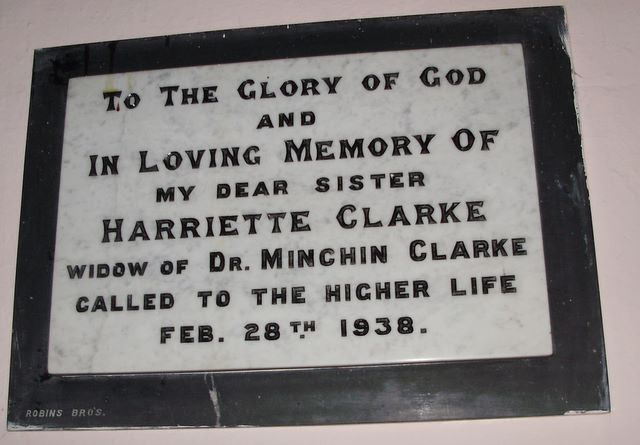 TO THE GLORY OF GOD
AND
IN LOVING MEMORY OF
MY DEAR SISTER
HARRIETTE CLARKE
WIDOW OF DR. MINCHIN CLARKE
CALLED TO THE HIGHER LIFE
FEB. 28TH 1938.
ROBINS BROS.